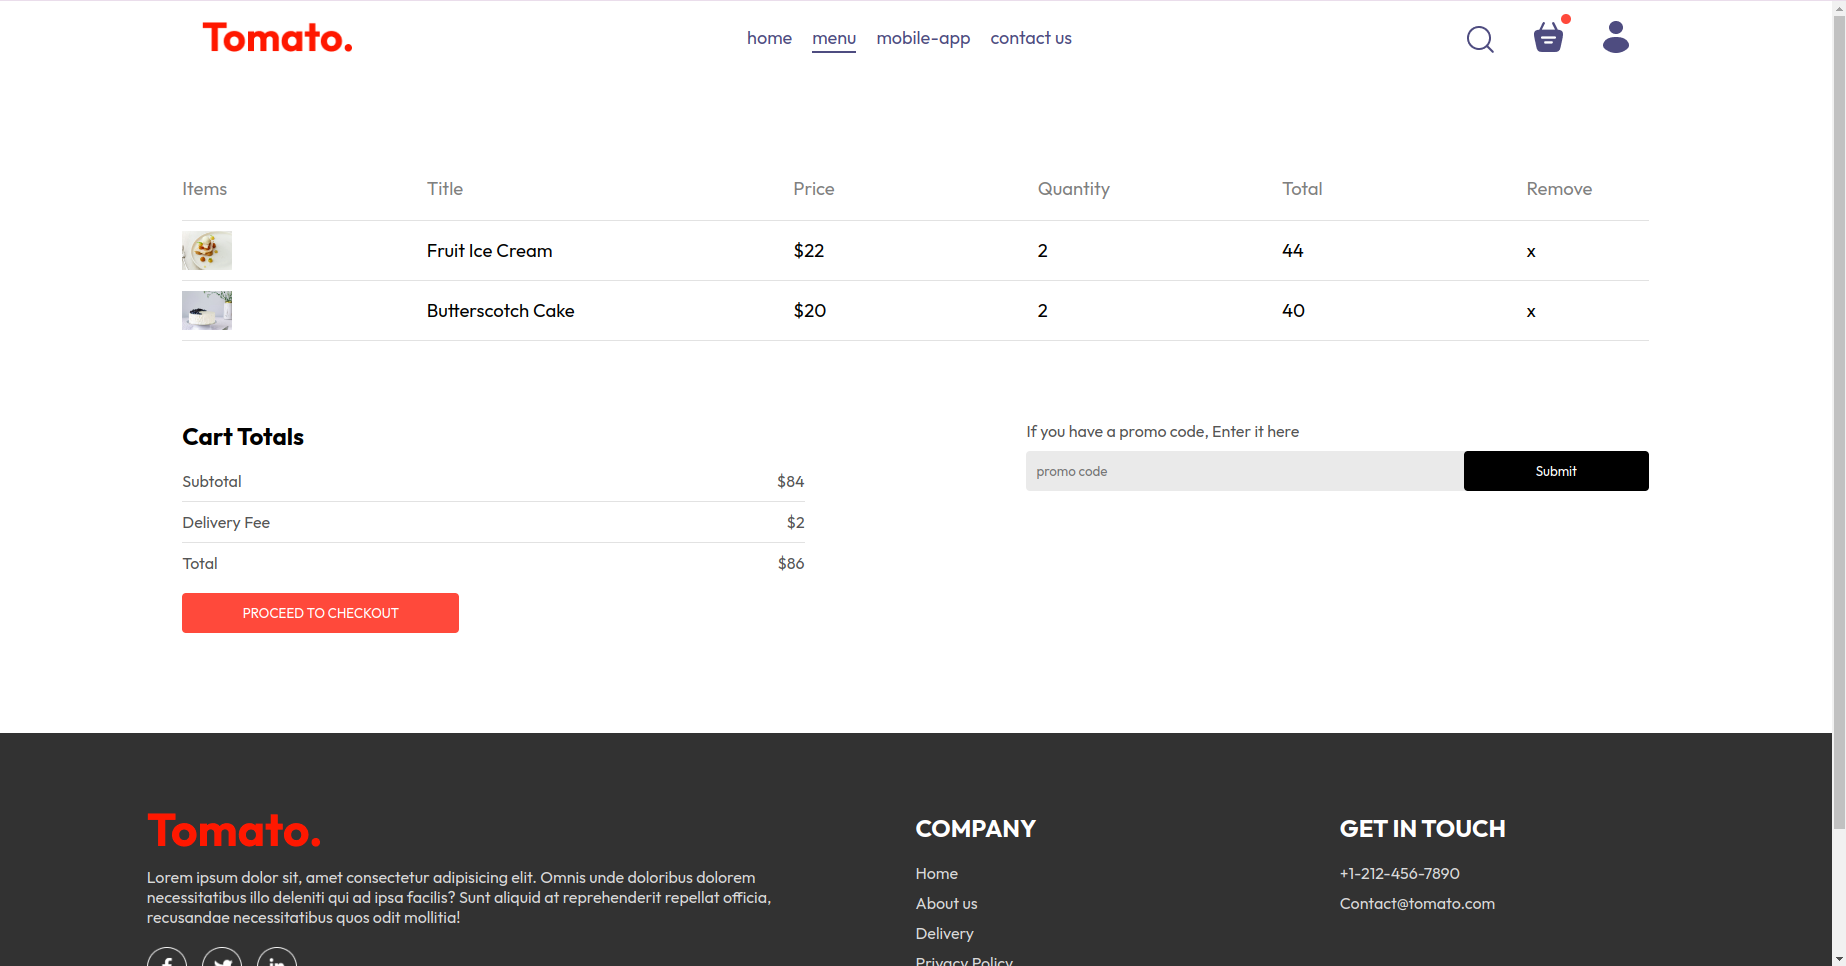 Tomato.
home menu mobile-app contact us
Items Title Price Quantity Total Remove
Fruit Ice Cream $22 2 44 x
Butterscotch Cake $20 2 40 x
Cart Totals
Subtotal $84
Delivery Fee $2
Total $86
PROCEED TO CHECKOUT
If you have a promo code, Enter it here
promo code Submit
Tomato.
Lorem ipsum dolor sit, amet consectetur adipisicing elit. Omnis unde doloribus dolorem
necessitatibus illo deleniti qui ad ipsa facilis? Sunt aliquid at reprehenderit repellat officia,
recusandae necessitatibus quos odit mollitia!
COMPANY
Home
About us
Delivery
Privacy Policy
GET IN TOUCH
+1-212-456-7890
Contact@tomato.com